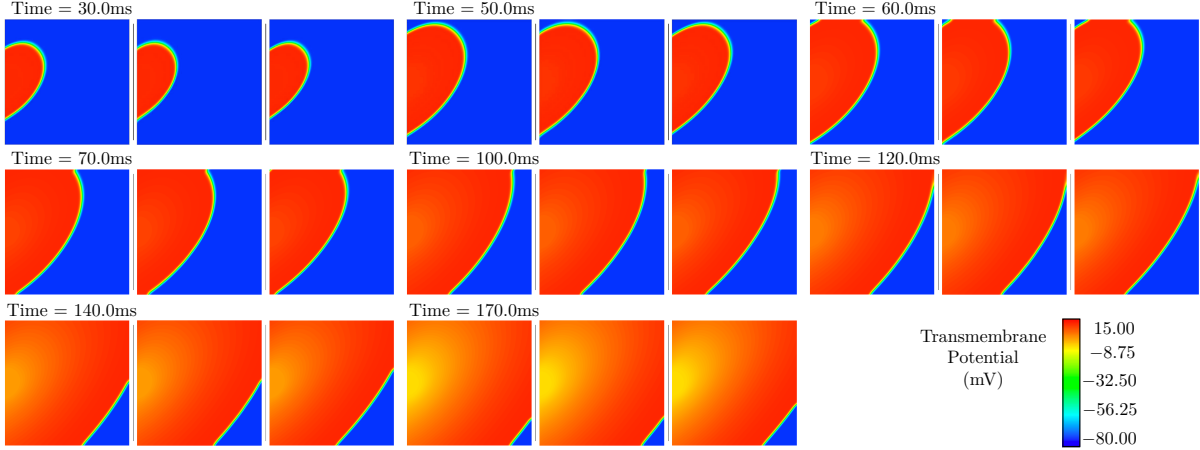 Time = 30.0ms
Time = 50.0ms
Time = 60.0ms
Time = 70.0ms
Time = 100.0ms
Time = 120.0ms
Time = 140.0ms
Time = 170.0ms
Transmembrane
Potential
(mV)
15.00
−8.75
−32.50
−56.25
−80.00